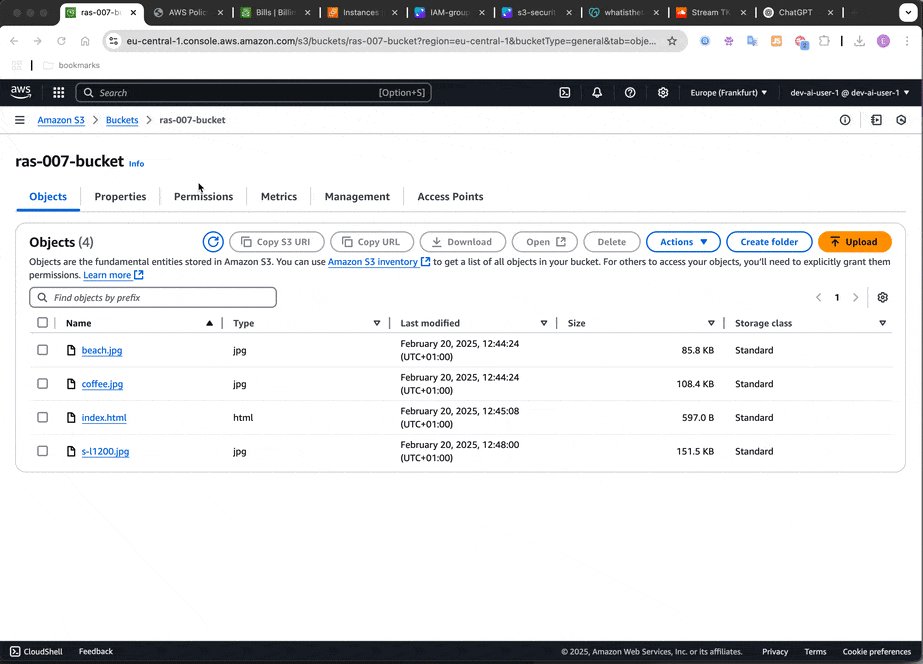 ras-007-b
AWS Polic
Bills | Billin
Instances
IAM-group
s3-securit
whatisthe
Stream TK
ChatGPT
eu-central-1.console.aws.amazon.com/s3/buckets/ras-007-bucket?region=eu-central-1&bucketType=general&tab=obje...
bookmarks
aws
Search
[Option+S]
Europe (Frankfurt)
dev-ai-user-1 @ dev-ai-user-1
Amazon S3 > Buckets > ras-007-bucket
ras-007-bucket Info
Objects Properties Permissions Metrics Management Access Points
Objects (4)
Copy S3 URI
Copy URL
Download
Open
Delete
Actions
Create folder
Upload
Objects are the fundamental entities stored in Amazon S3. You can use Amazon S3 inventory to get a list of all objects in your bucket. For others to access your objects, you'll need to explicitly grant them
permissions. Learn more
Find objects by prefix
1
Name Type Last modified Size Storage class
beach.jpg jpg February 20, 2025, 12:44:24 (UTC+01:00) 85.8 KB Standard
coffee.jpg jpg February 20, 2025, 12:44:24 (UTC+01:00) 108.4 KB Standard
index.html html February 20, 2025, 12:45:08 (UTC+01:00) 597.0 B Standard
s-l1200.jpg jpg February 20, 2025, 12:48:00 (UTC+01:00) 151.5 KB Standard
CloudShell Feedback © 2025, Amazon Web Services, Inc. or its affiliates. Privacy Terms Cookie preferences